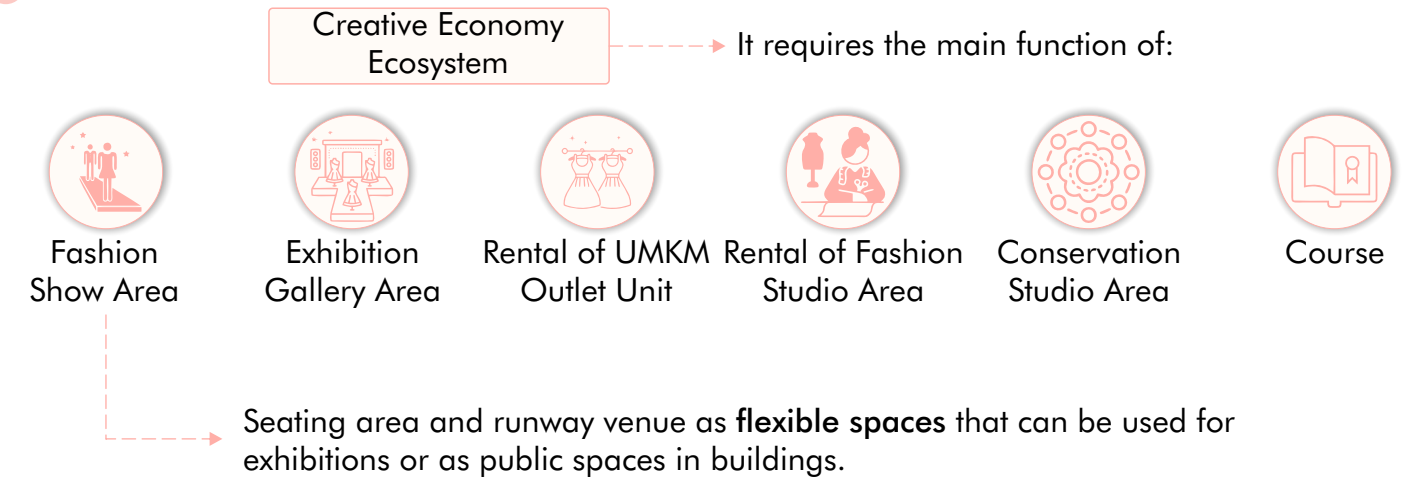 Creative Economy
Ecosystem
It requires the main function of:
Fashion
Show Area
Exhibition
Gallery Area
Rental of UMKM
Outlet Unit
Rental of Fashion
Studio Area
Conservation
Studio Area
Course
Seating area and runway venue as flexible spaces that can be used for
exhibitions or as public spaces in buildings.